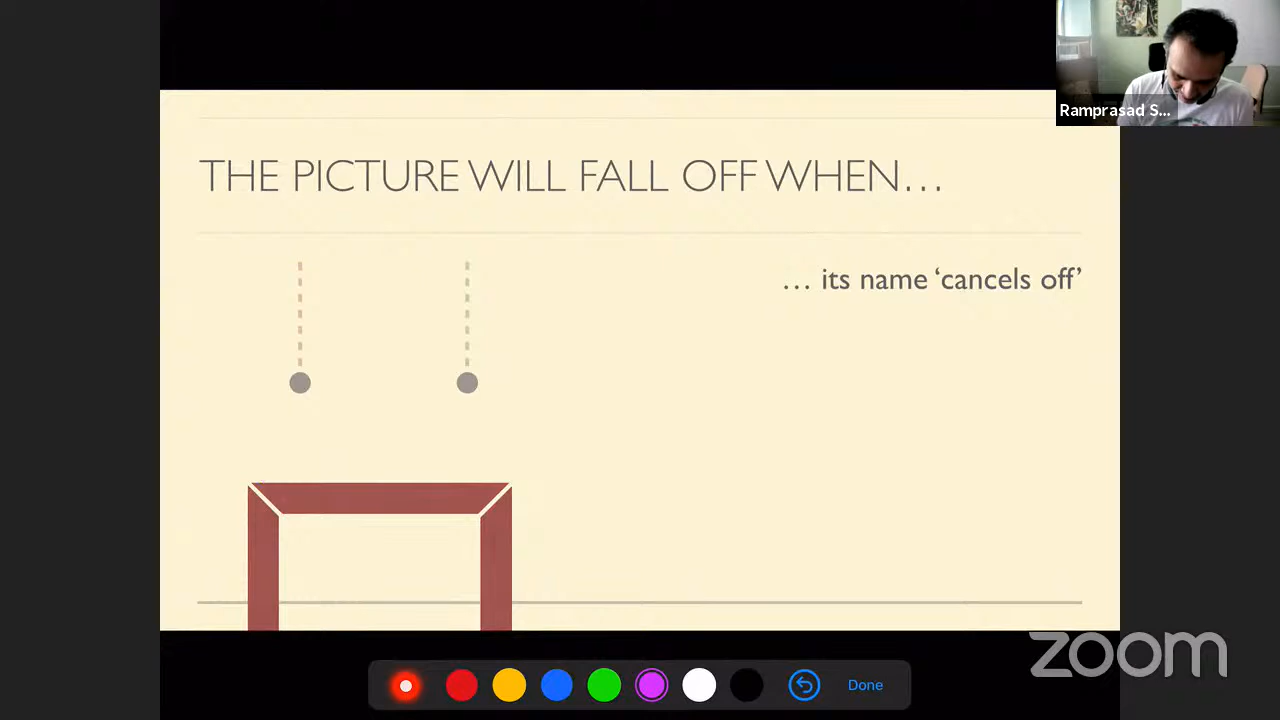 Ramprasad S...
THE PICTURE WILL FALL OFF WHEN...
... its name ‘cancels off’
zoom
Done